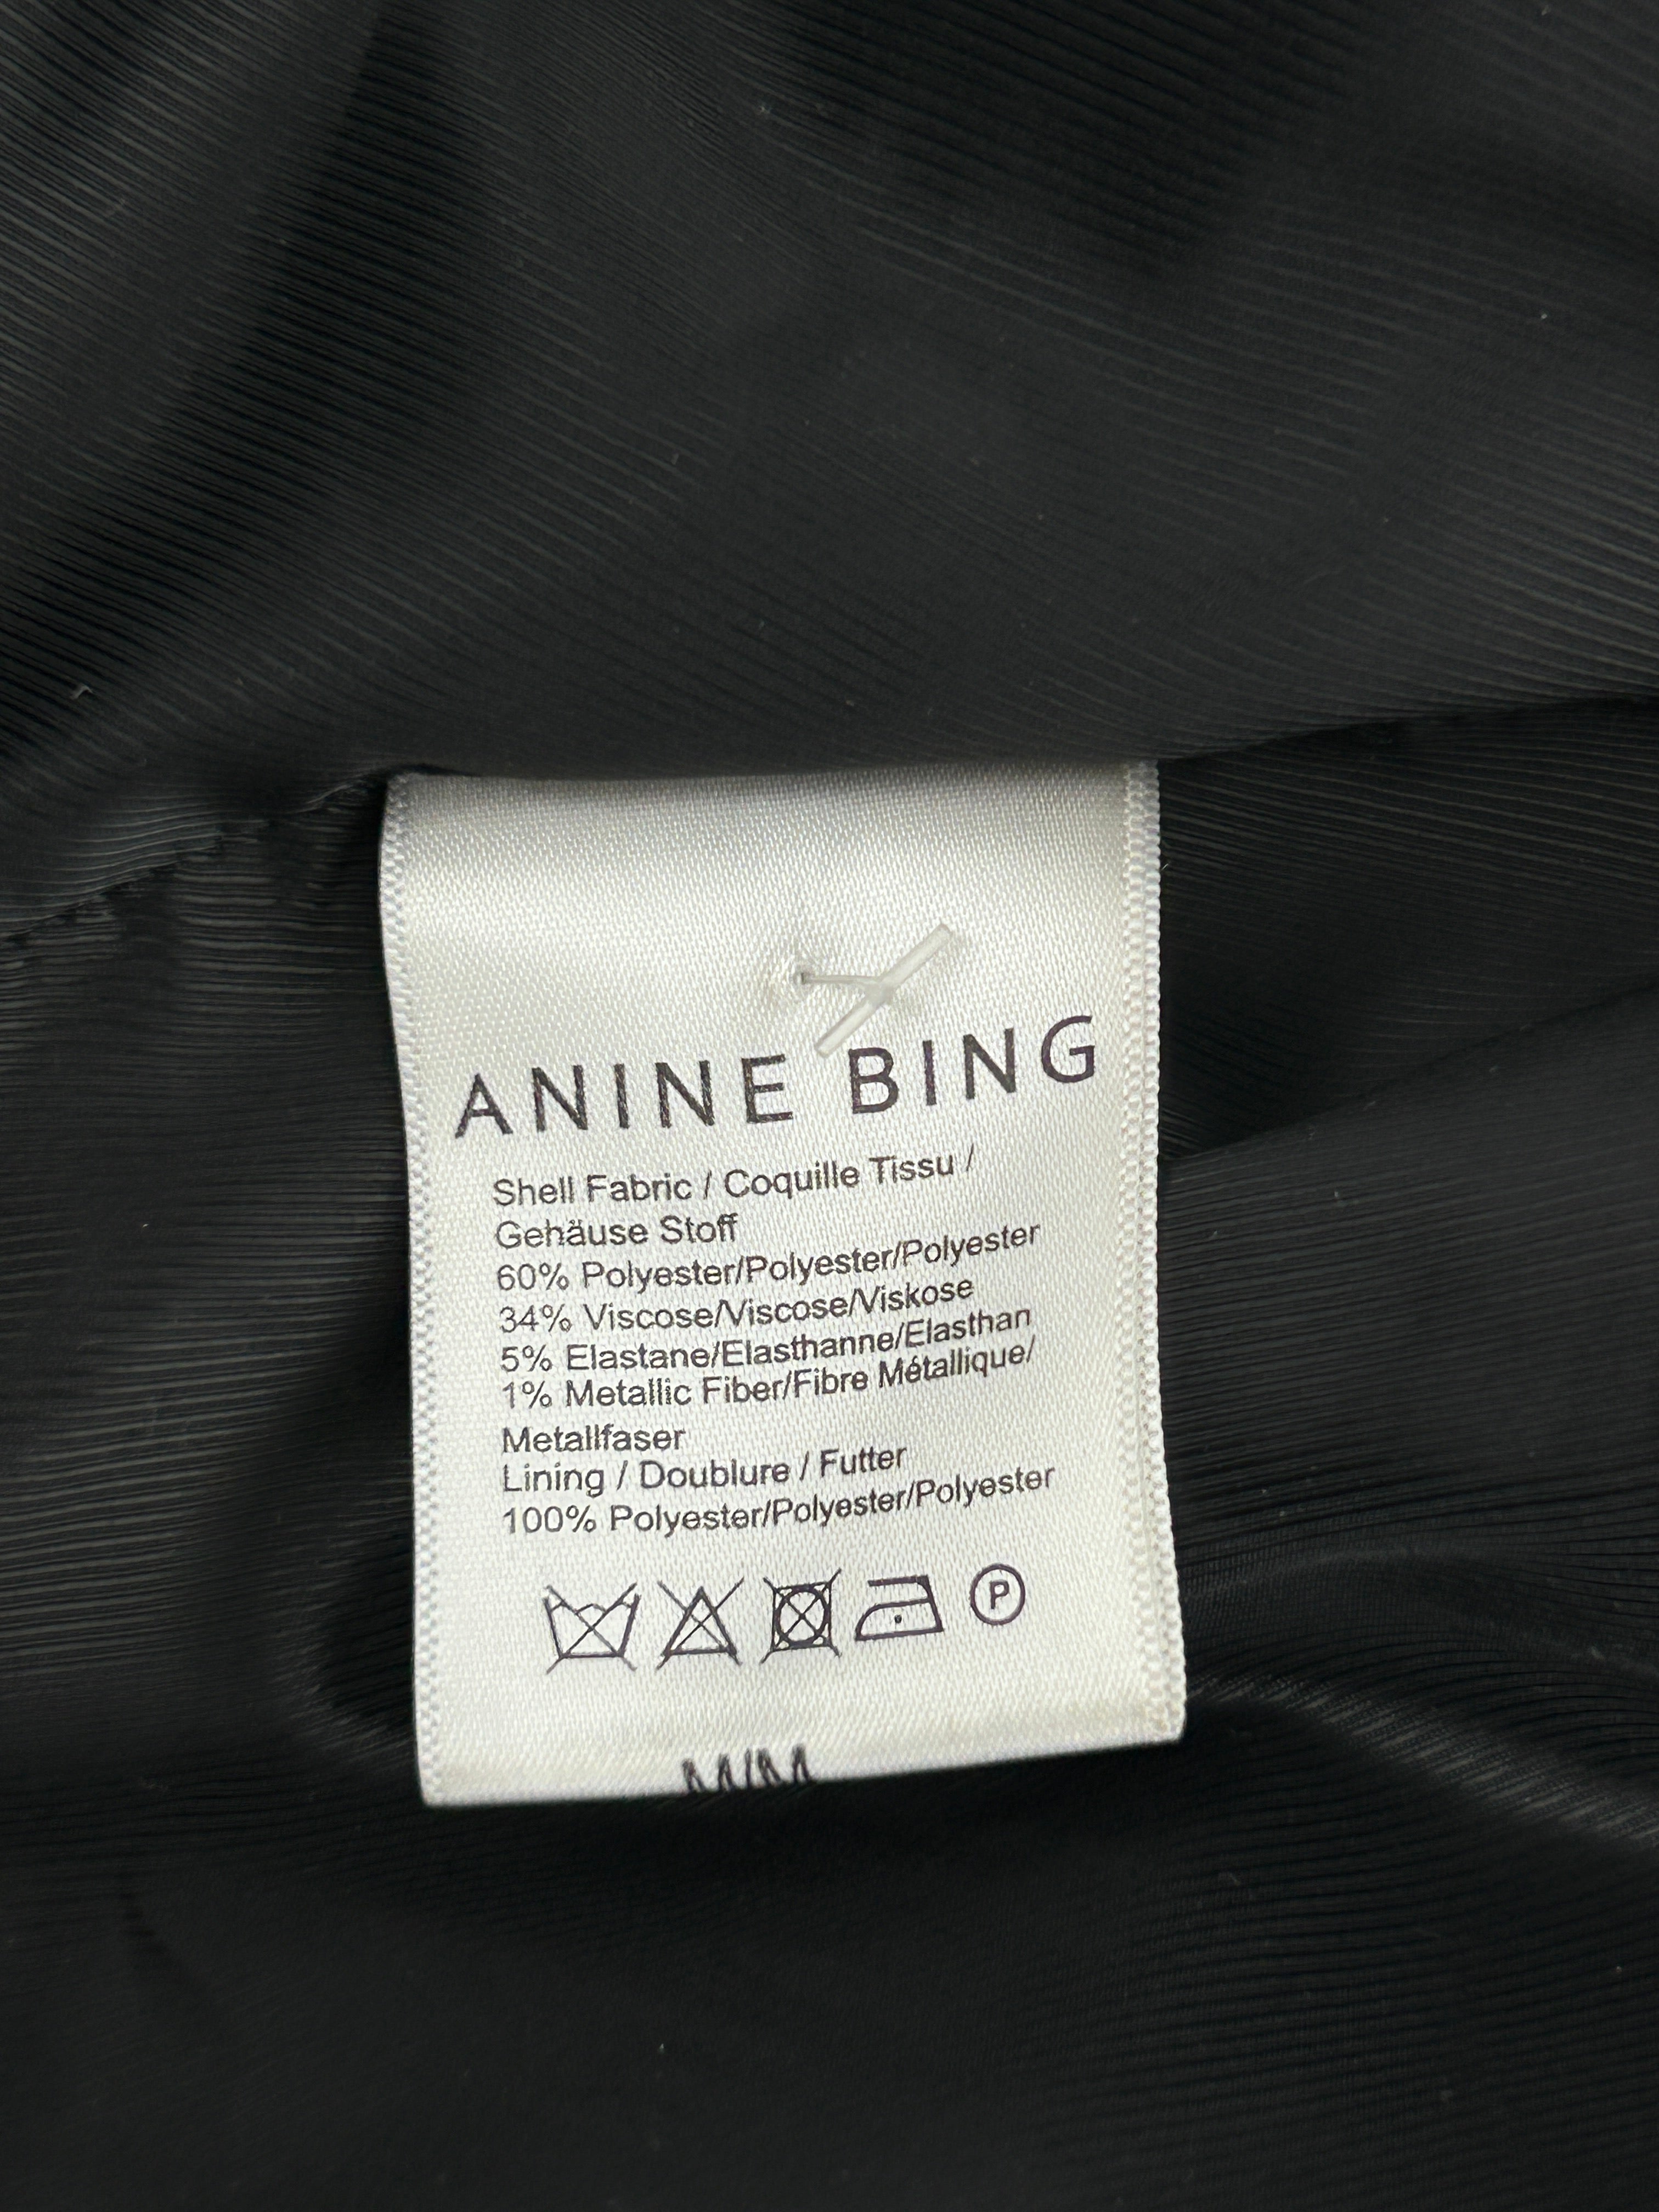 ANINE BING
Shell Fabric / Coquille Tissu /
Gehäuse Stoff
60% Polyester/Polyester/Polyester
34% Viscose/Viscose/Viskose
5% Elastane/Elasthanne/Elasthan
1% Metallic Fiber/Fibre Métallique/
Metallfaser
Lining / Doublure / Futter
100% Polyester/Polyester/Polyester
P